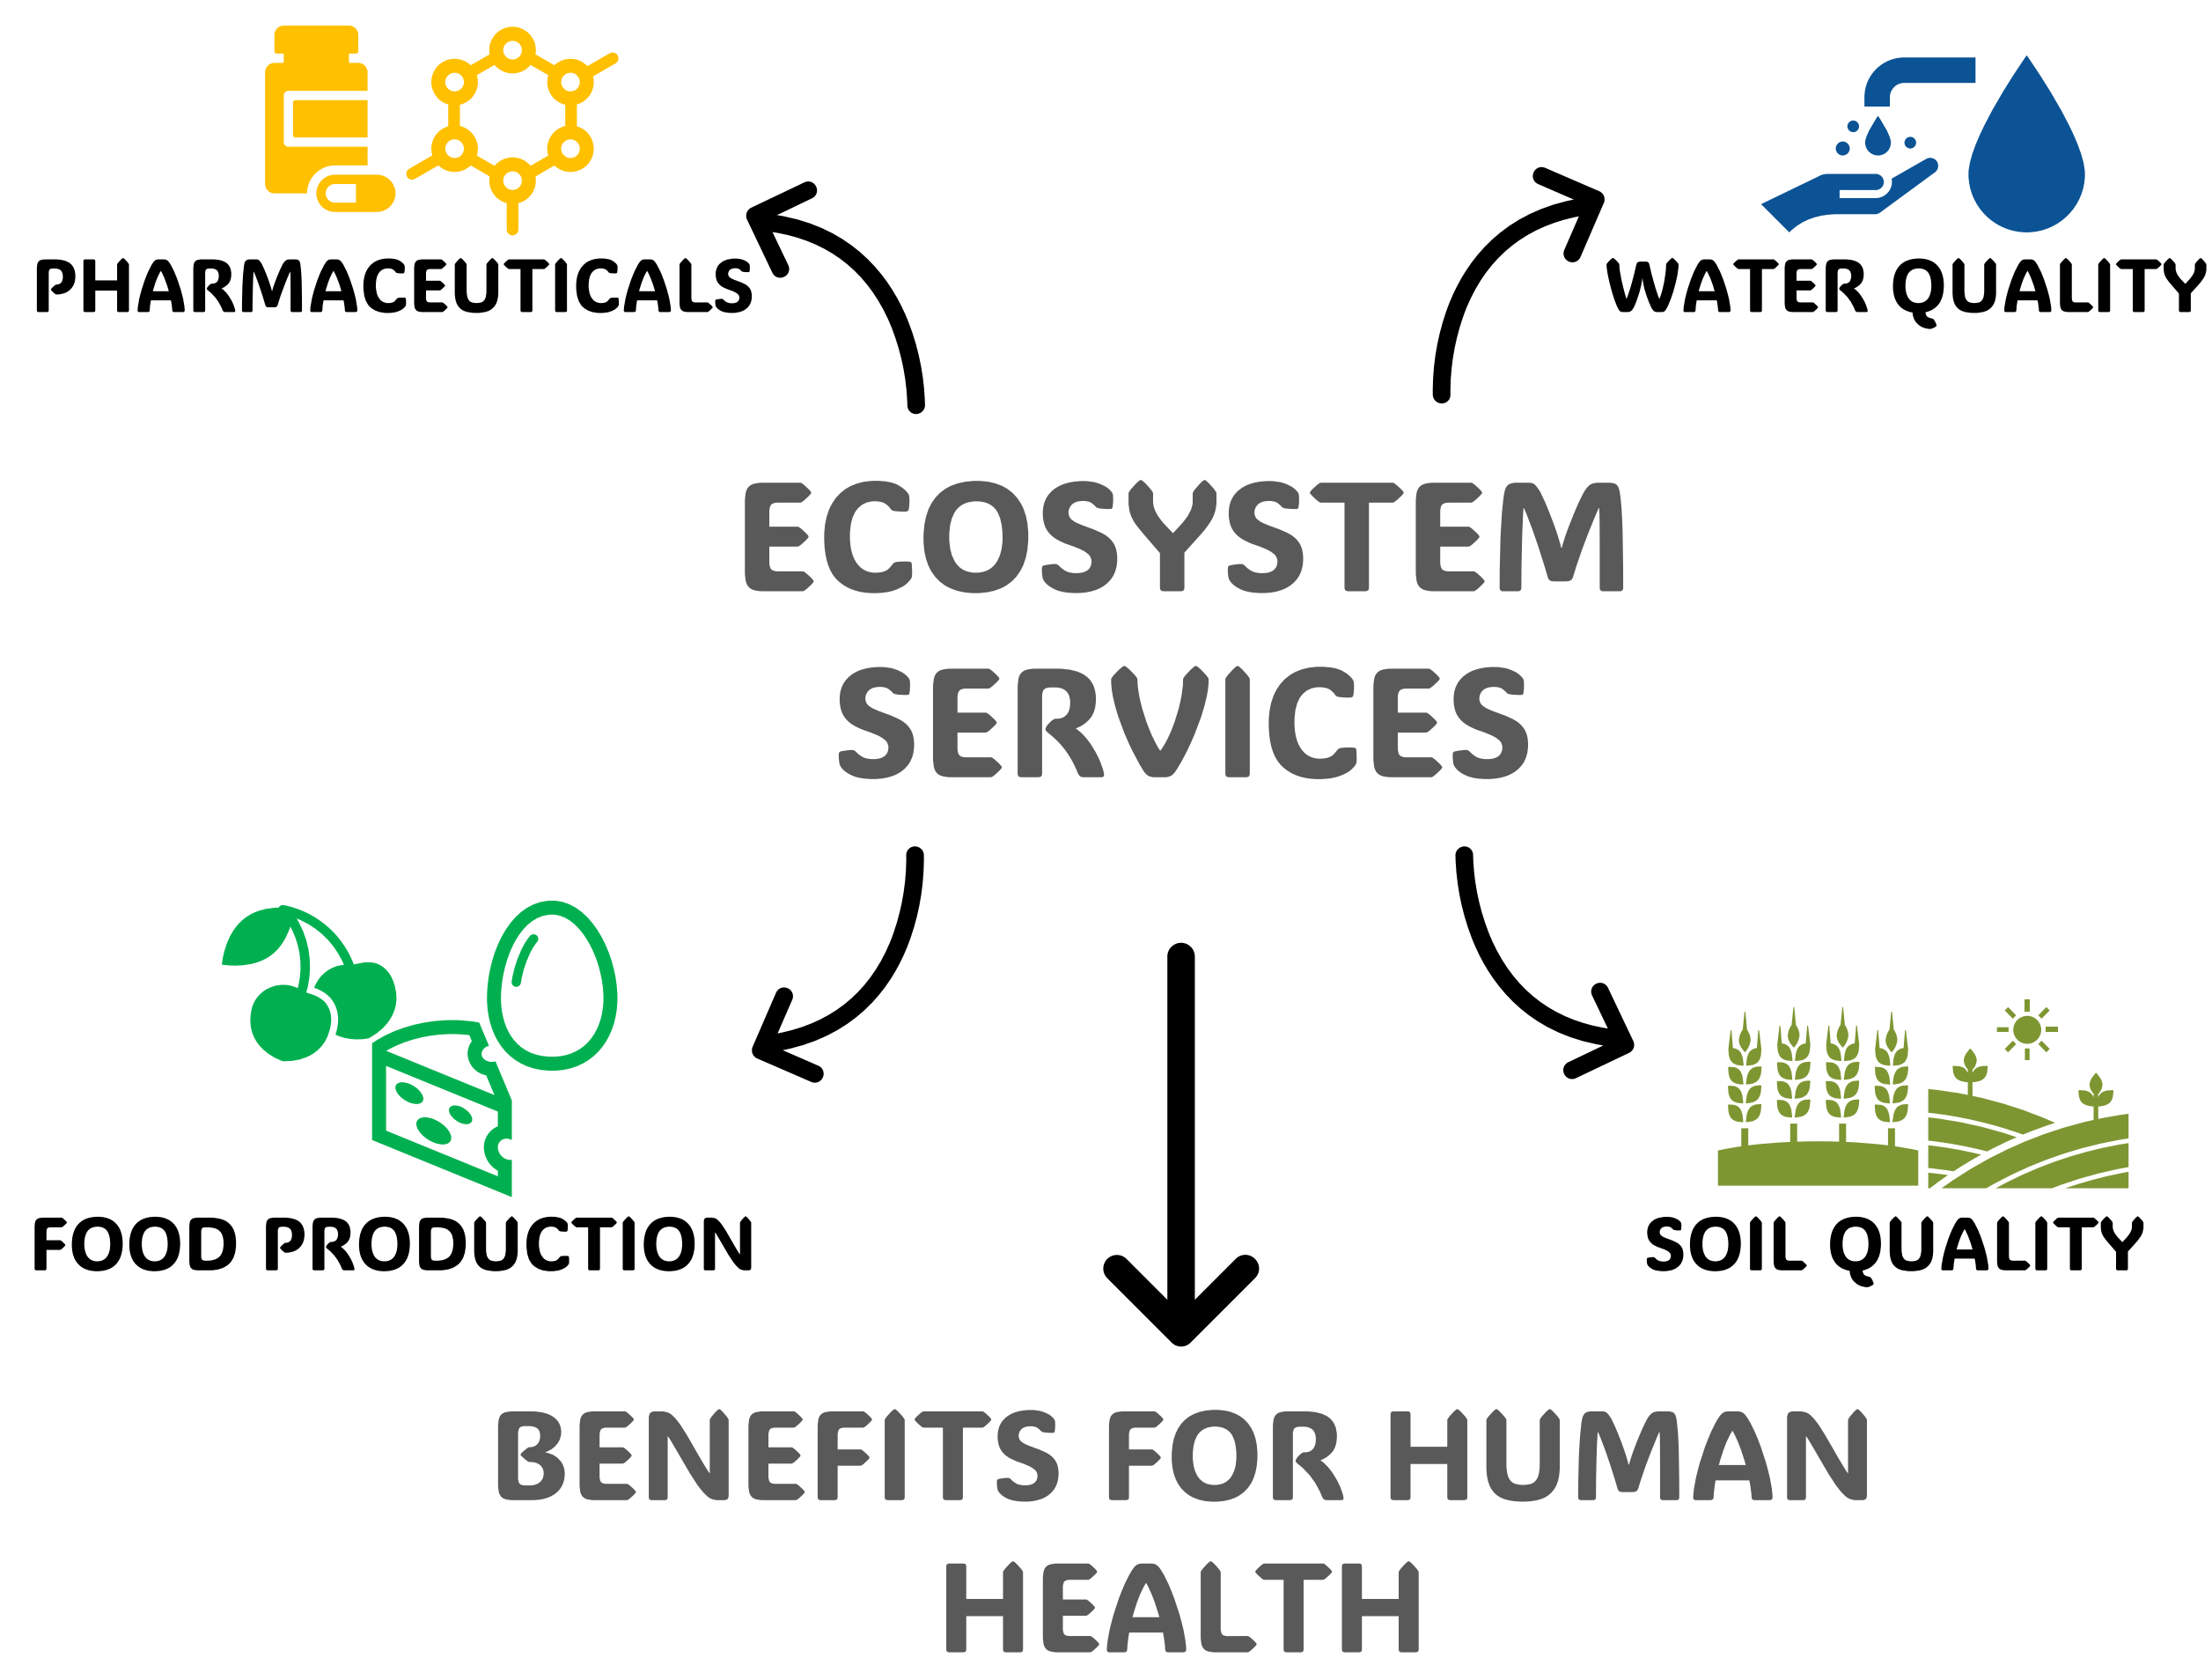 PHARMACEUTICALS
WATER QUALITY
ECOSYSTEM
SERVICES
FOOD PRODUCTION
SOIL QUALITY
BENEFITS FOR HUMAN
HEALTH